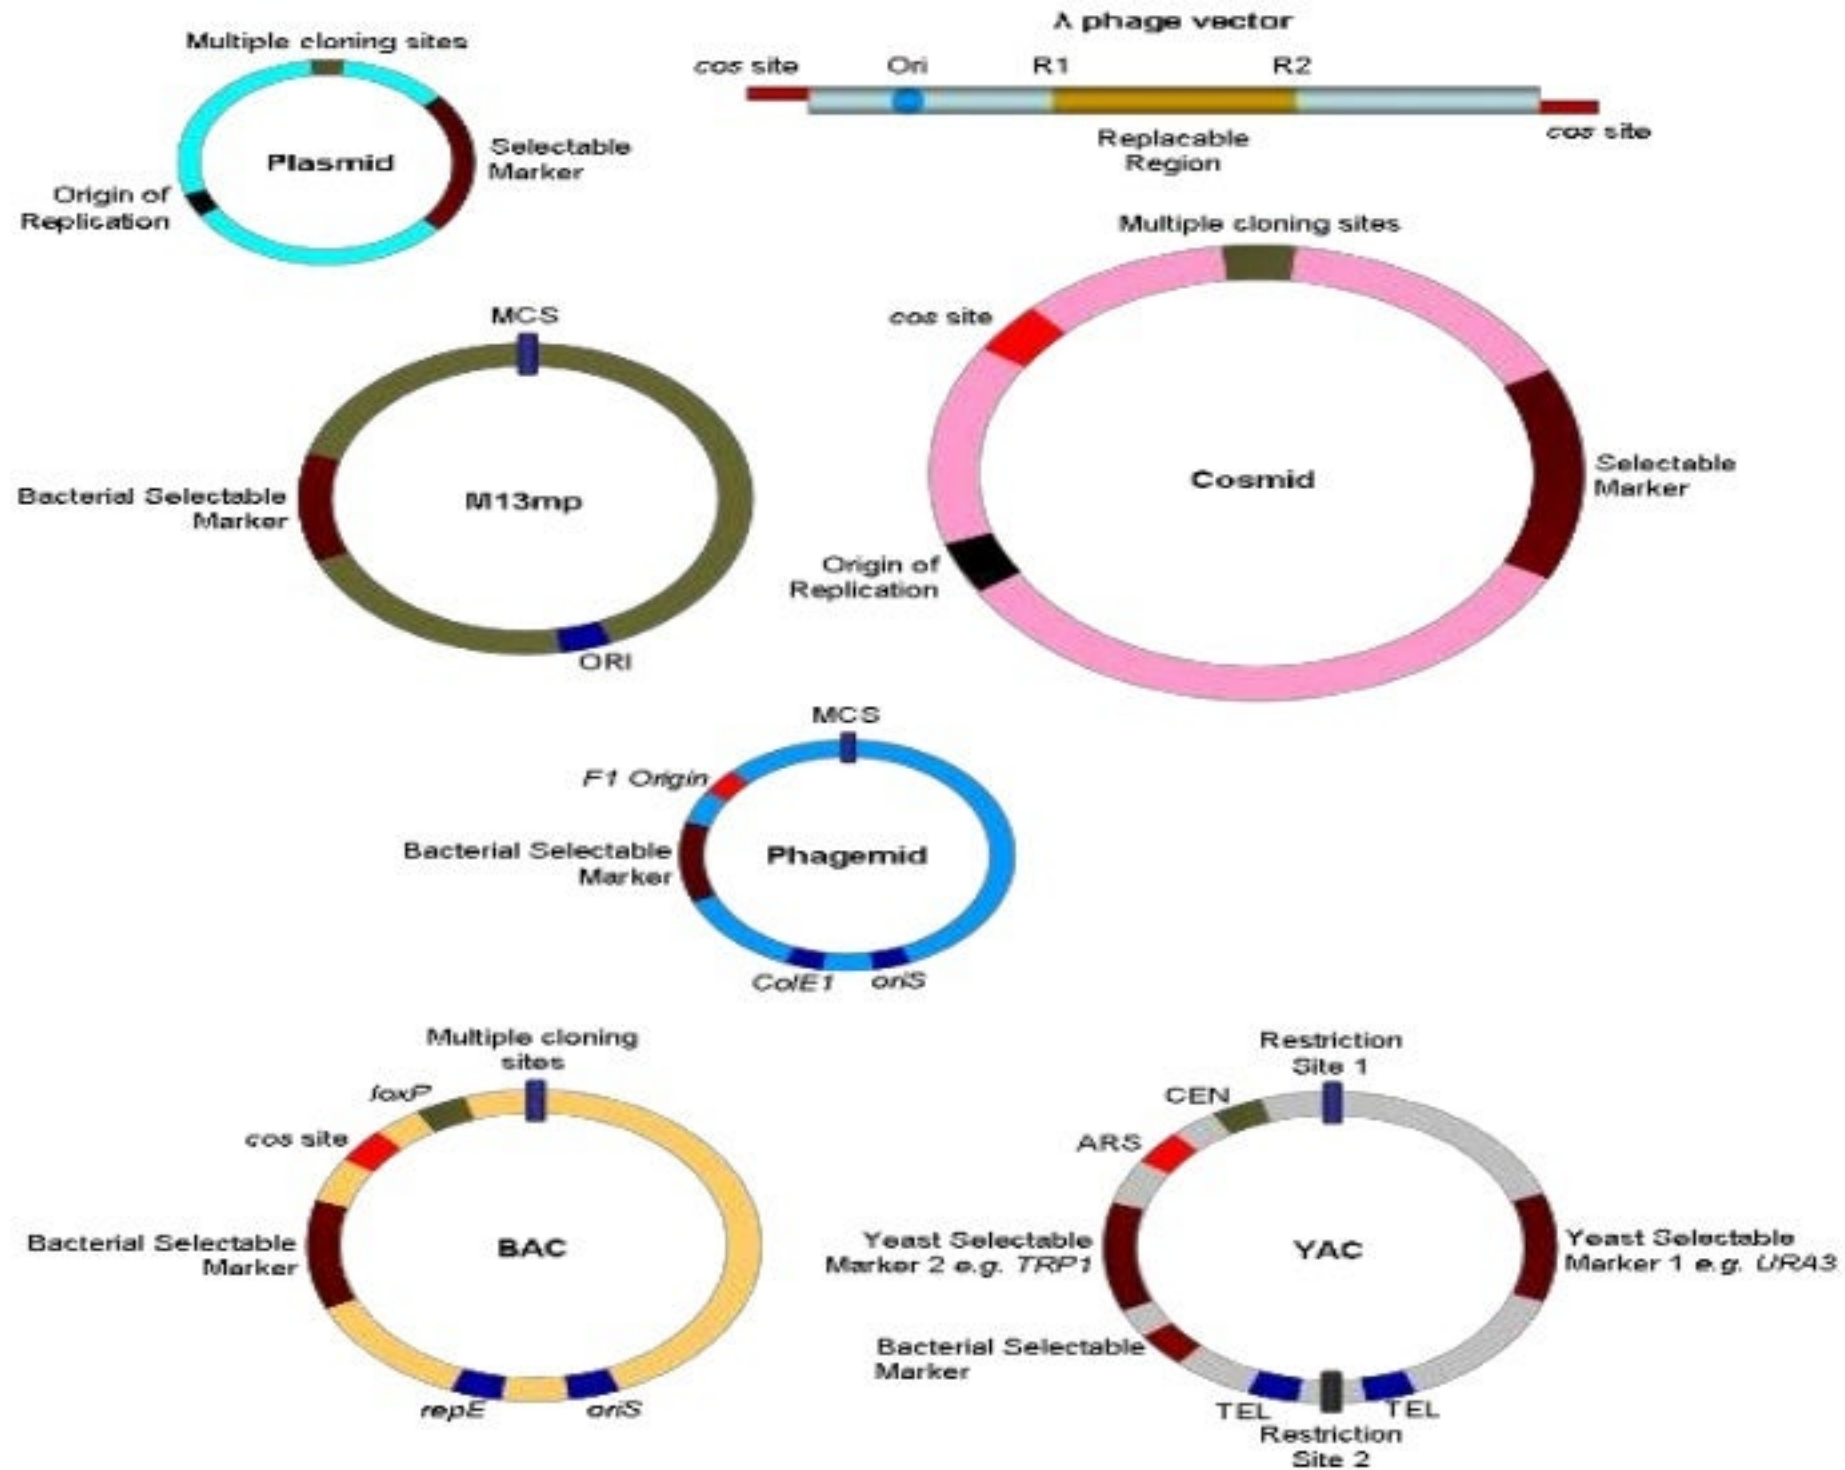 Multiple cloning sites
Plasmid
Selectable
Marker
Origin of
Replication
λ phage vector
cos site
Ori
R1
R2
Replacable
Region
cos site
Multiple cloning sites
cos site
Cosmid
Selectable
Marker
Origin of
Replication
MCS
Bacterial Selectable
Marker
M13mp
ORI
MCS
F1 Origin
Bacterial Selectable
Marker
Phagemid
ColE1
oriS
Multiple cloning
sites
loxP
cos site
Bacterial Selectable
Marker
BAC
repE
oriS
Restriction
Site 1
CEN
ARS
Yeast Selectable
Marker 2 e.g. TRP1
YAC
Yeast Selectable
Marker 1 e.g. URA3
Bacterial Selectable
Marker
TEL
TEL
Restriction
Site 2